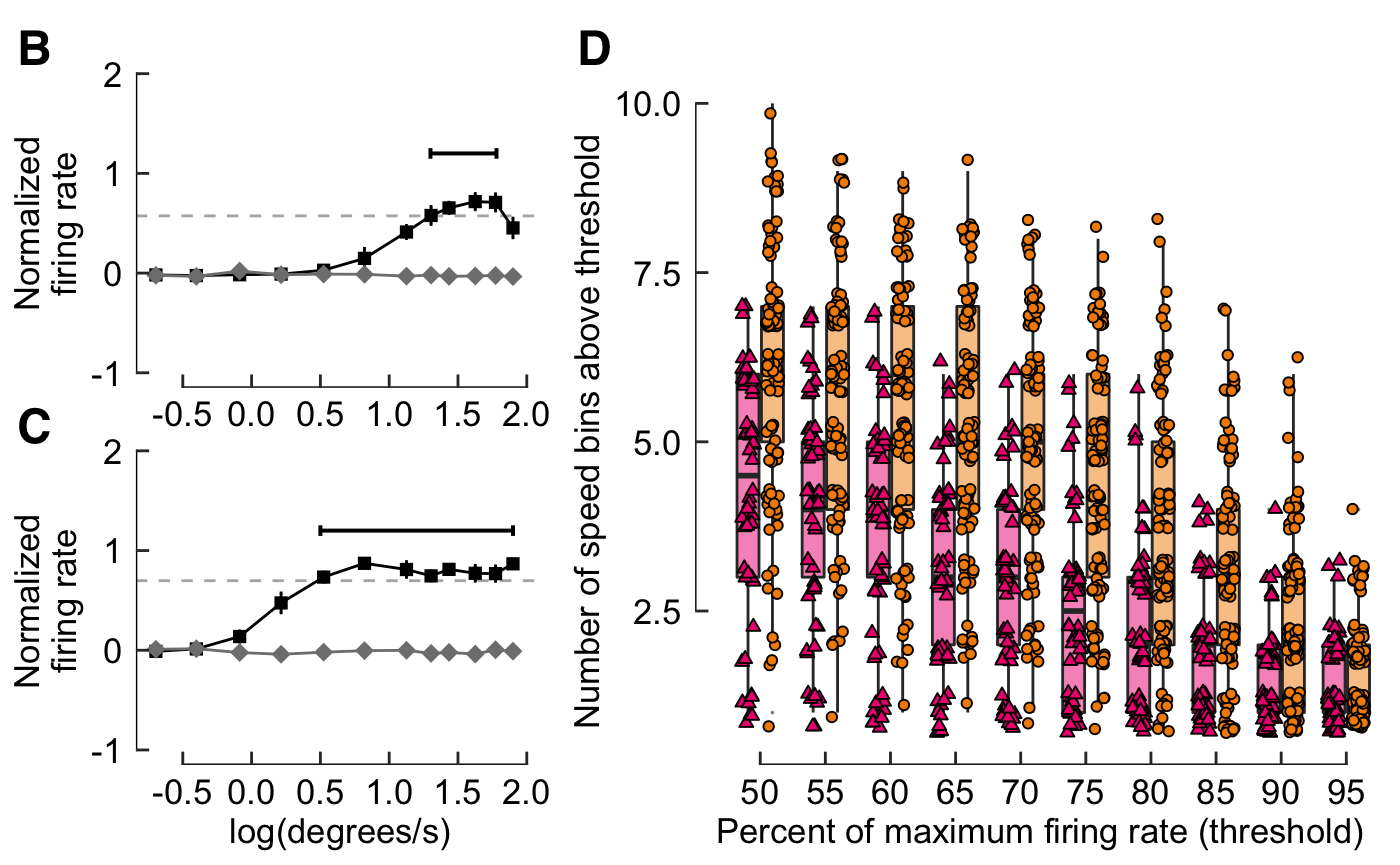 B
2
1
0
-1
Normalized
firing rate
-0.5 0.0 0.5 1.0 1.5 2.0
C
2
1
0
-1
Normalized
firing rate
-0.5 0.0 0.5 1.0 1.5 2.0
log(degrees/s)
D
10.0
7.5
5.0
2.5
Number of speed bins above threshold
50 55 60 65 70 75 80 85 90 95
Percent of maximum firing rate (threshold)